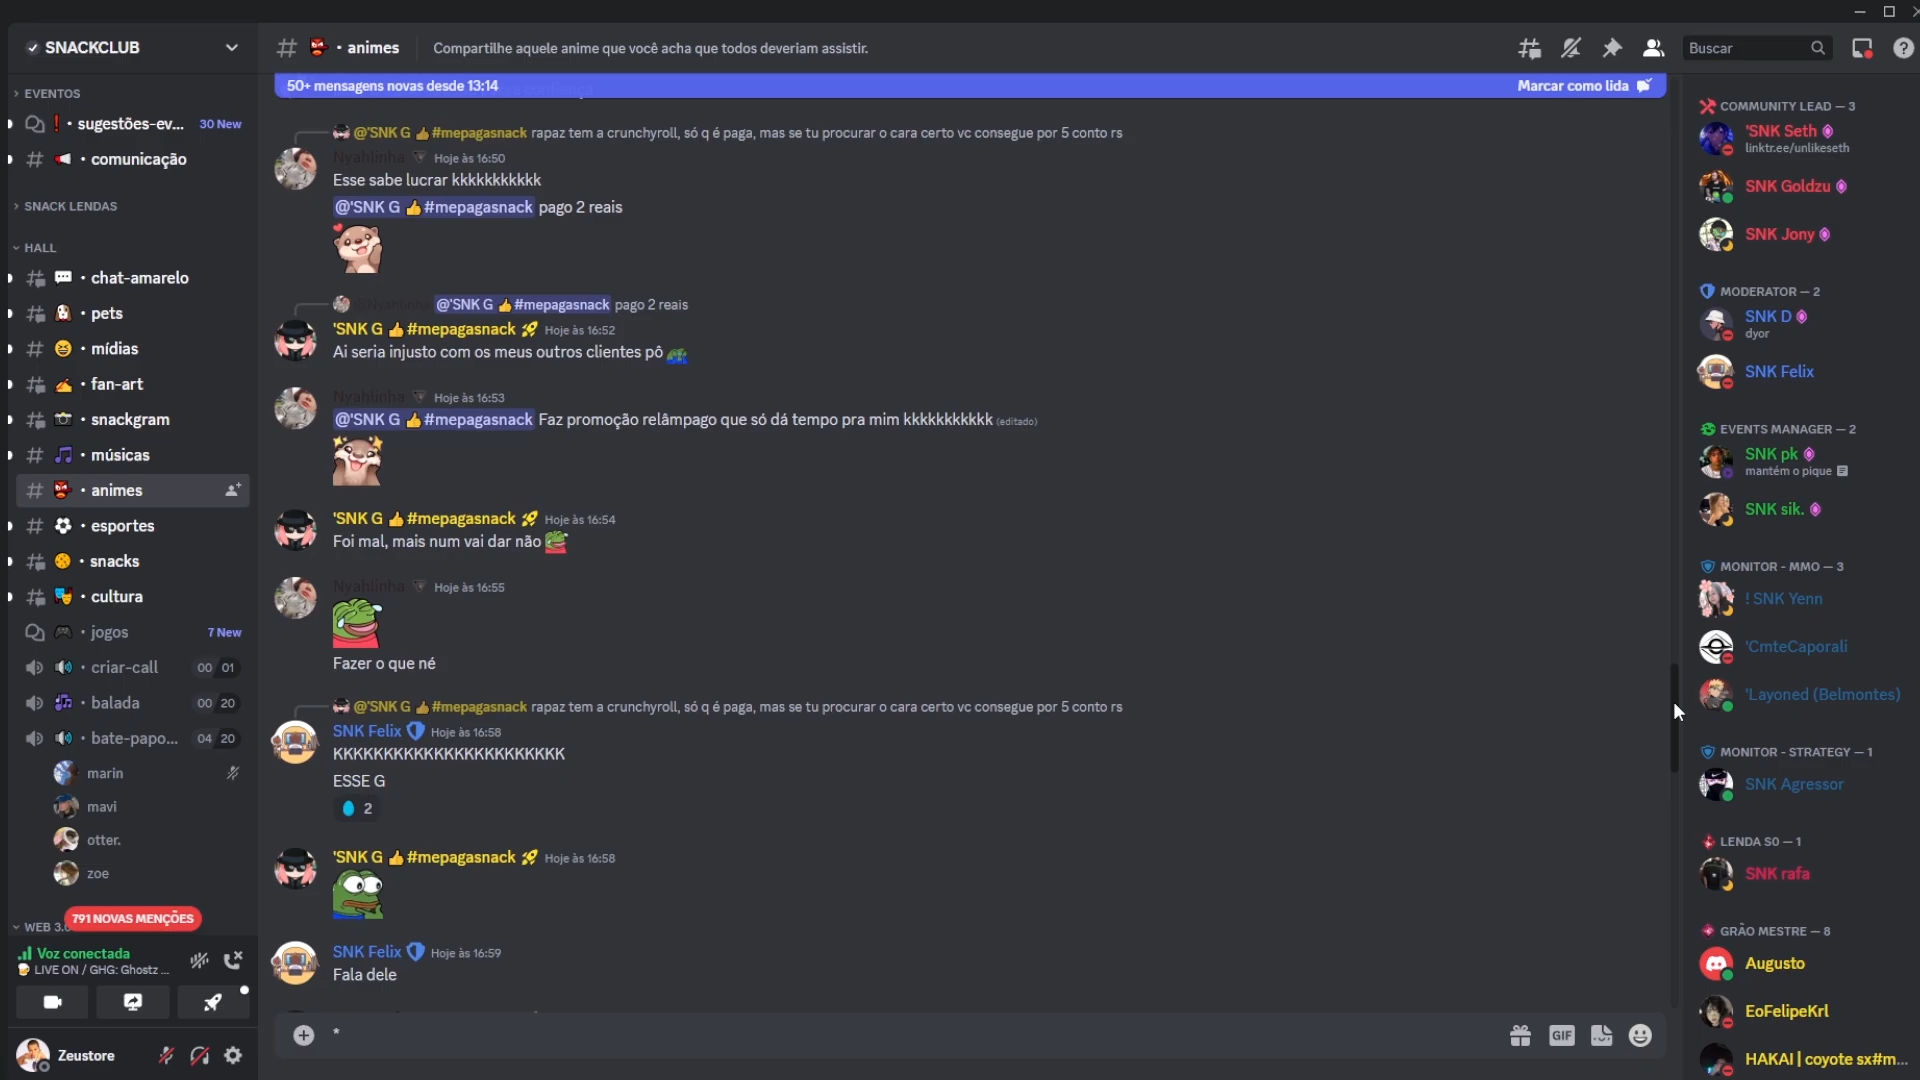 SNACKCLUB
EVENTOS
sugestões-ev... 30 New
comunicação
SNACK LENDAS
HALL
chat-amarelo
pets
mídias
fan-art
snackgram
músicas
animes
esportes
snacks
cultura
jogos 7 New
criar-call 00 01
balada 00 20
bate-papo... 04 20
marin
mavi
otter.
zoe
791 NOVAS MENÇÕES
WEB 3.0
Voz conectada
LIVE ON / GHG: Ghostz ...
Zeustore
animes Compartilhe aquele anime que você acha que todos deveriam assistir.
Buscar
50+ mensagens novas desde 13:14 Marcar como lida
@'SNK G 👍#mepagasnack rapaz tem a crunchyroll, só q é paga, mas se tu procurar o cara certo vc consegue por 5 conto rs
Nyahlinha Hoje às 16:50
Esse sabe lucrar kkkkkkkkkkk
@'SNK G 👍#mepagasnack pago 2 reais
@Nyahlinha @'SNK G 👍#mepagasnack pago 2 reais
'SNK G 👍#mepagasnack 🚀 Hoje às 16:52
Ai seria injusto com os meus outros clientes pô
Nyahlinha Hoje às 16:53
@'SNK G 👍#mepagasnack Faz promoção relâmpago que só dá tempo pra mim kkkkkkkkkkk (editado)
'SNK G 👍#mepagasnack 🚀 Hoje às 16:54
Foi mal, mais num vai dar não
Nyahlinha Hoje às 16:55
Fazer o que né
@'SNK G 👍#mepagasnack rapaz tem a crunchyroll, só q é paga, mas se tu procurar o cara certo vc consegue por 5 conto rs
SNK Felix Hoje às 16:58
KKKKKKKKKKKKKKKKKKKKKKK
ESSE G
2
'SNK G 👍#mepagasnack 🚀 Hoje às 16:58
SNK Felix Hoje às 16:59
Fala dele
*
GIF
COMMUNITY LEAD — 3
'SNK Seth
linktr.ee/unlikeseth
SNK Goldzu
SNK Jony
MODERATOR — 2
SNK D
dyor
SNK Felix
EVENTS MANAGER — 2
SNK pk
mantém o pique
SNK sik.
MONITOR - MMO — 3
! SNK Yenn
'CmteCaporali
'Layoned (Belmontes)
MONITOR - STRATEGY — 1
SNK Agressor
LENDA S0 — 1
SNK rafa
GRÃO MESTRE — 8
Augusto
EoFelipeKrl
HAKAI | coyote sx#m...